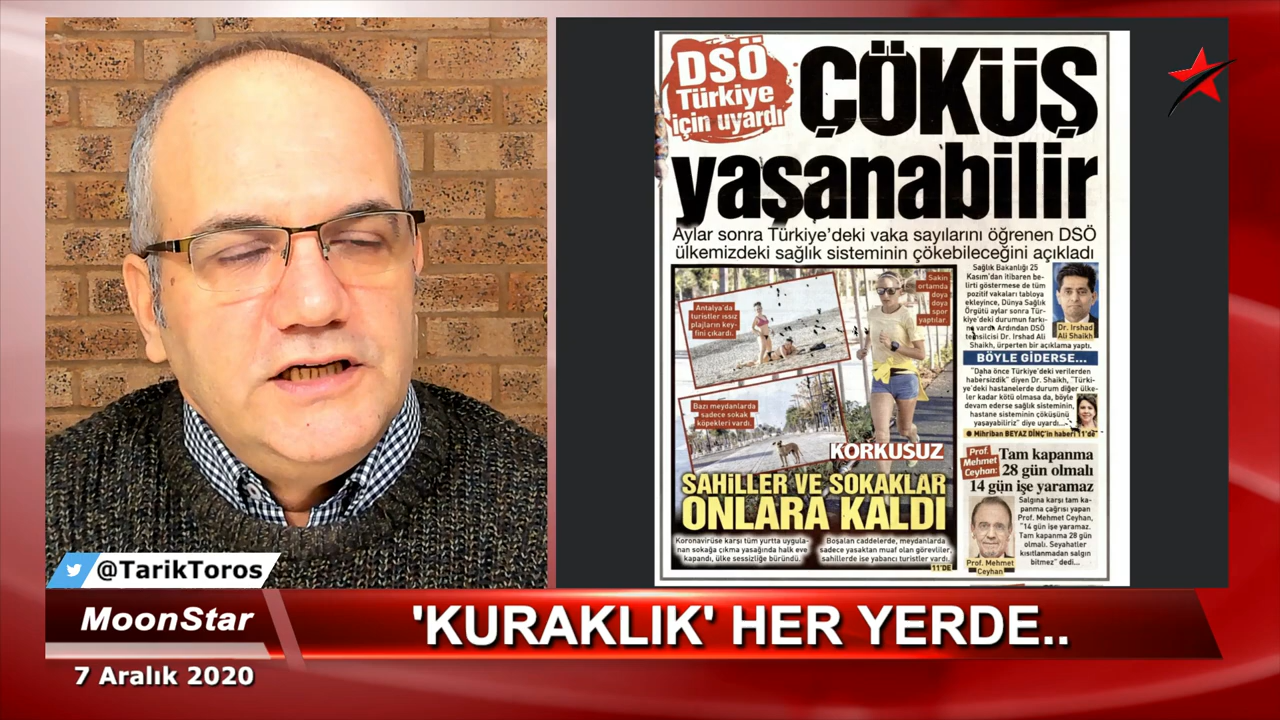 DSÖ
Türkiye
için uyardı
ÇÖKÜŞ
yaşanabilir
Aylar sonra Türkiye'deki vaka sayılarını öğrenen DSÖ
ülkemizdeki sağlık sisteminin çökebileceğini açıkladı
Antalya'da
turistler ıssız
plajların key-
fini çıkardı.
Sakin
ortamda
doya
doya
spor
yaptılar.
Bazı meydanlarda
sadece sokak
köpekleri vardı.
KORKUSUZ
SAHİLLER VE SOKAKLAR
ONLARA KALDI
Koronavirüse karşı tüm yurtta uygula-
nan sokağa çıkma yasağında halk eve
kapandı, ülke sessizliğe büründü.
Boşalan caddelerde, meydanlarda
sadece yasaktan muaf olan görevliler,
sahillerde ise yabancı turistler vardı.
11'DE
Sağlık Bakanlığı 25
Kasım'dan itibaren be-
lirti göstermese de tüm
pozitif vakaları tabloya
ekleyince, Dünya Sağlık
Örgütü aylar sonra Tür-
kiye'deki durumun farkı-
na vardı. Ardından DSÖ
temsilcisi Dr. Irshad Ali
Shaikh, ürperten bir açıklama yaptı.
Dr. Irshad
Ali Shaikh
BÖYLE GİDERSE...
"Daha önce Türkiye'deki verilerden
habersizdik" diyen Dr. Shaikh, "Türki-
ye'deki hastanelerde durum diğer ülke-
ler kadar kötü olmasa da, böyle
devam ederse sağlık sisteminin,
hastane sisteminin çöküşünü
yaşayabiliriz" diye uyardı...
Mihriban BEYAZ DİNÇ'in haberi 11'de
Prof.
Mehmet
Ceyhan:
Tam kapanma
28 gün olmalı
14 gün işe yaramaz
Salgına karşı tam ka-
panma çağrısı yapan
Prof. Mehmet Ceyhan,
"14 gün işe yaramaz.
Tam kapanma 28 gün
olmalı. Seyahatler
kısıtlanmadan salgın
bitmez" dedi...
Prof. Mehmet
Ceyhan
@TarikToros
MoonStar
'KURAKLIK' HER YERDE..
7 Aralık 2020